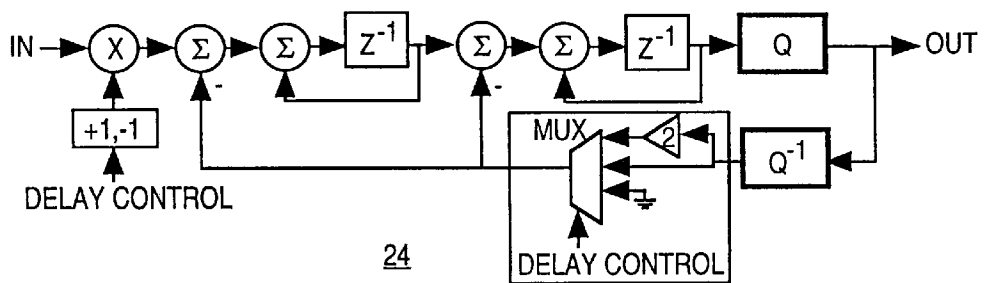 IN
X
Σ
Σ
Z⁻¹
Σ
Σ
Z⁻¹
Q
OUT
-
-
+1,-1
DELAY CONTROL
MUX
2
Q⁻¹
DELAY CONTROL
24